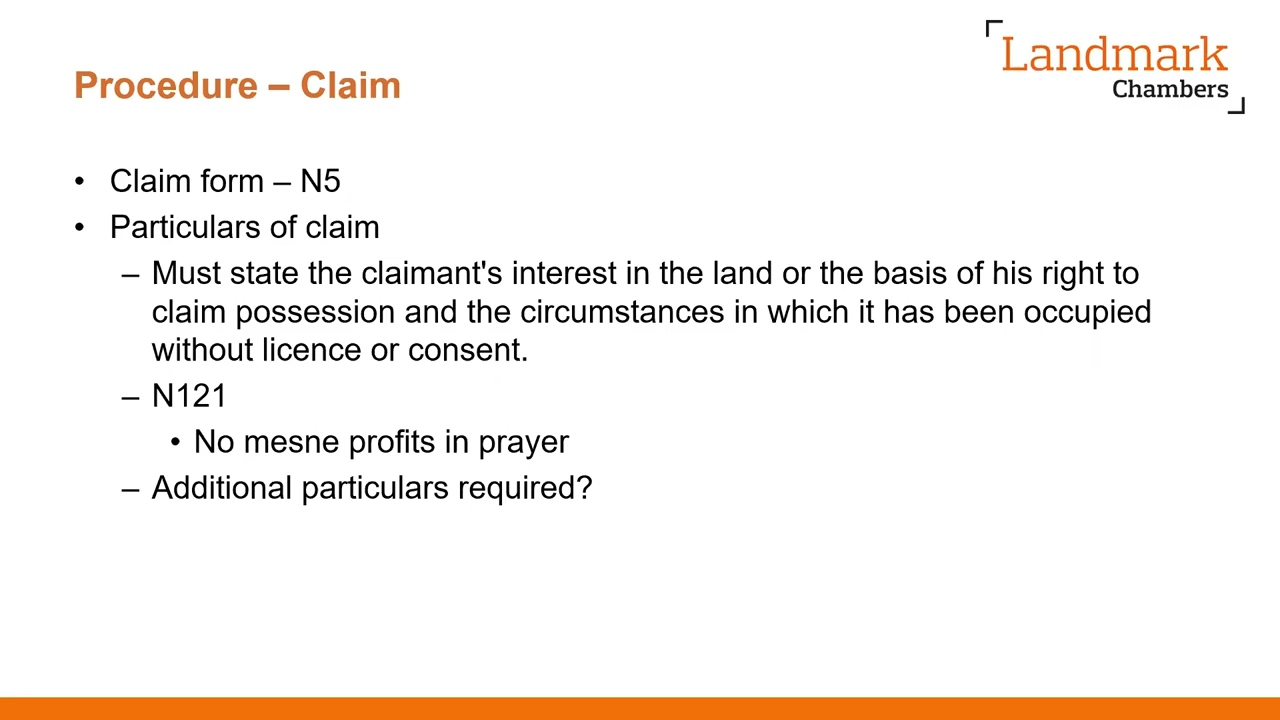 Landmark
Chambers
Procedure – Claim
• Claim form – N5
• Particulars of claim
– Must state the claimant's interest in the land or the basis of his right to
claim possession and the circumstances in which it has been occupied
without licence or consent.
– N121
• No mesne profits in prayer
– Additional particulars required?